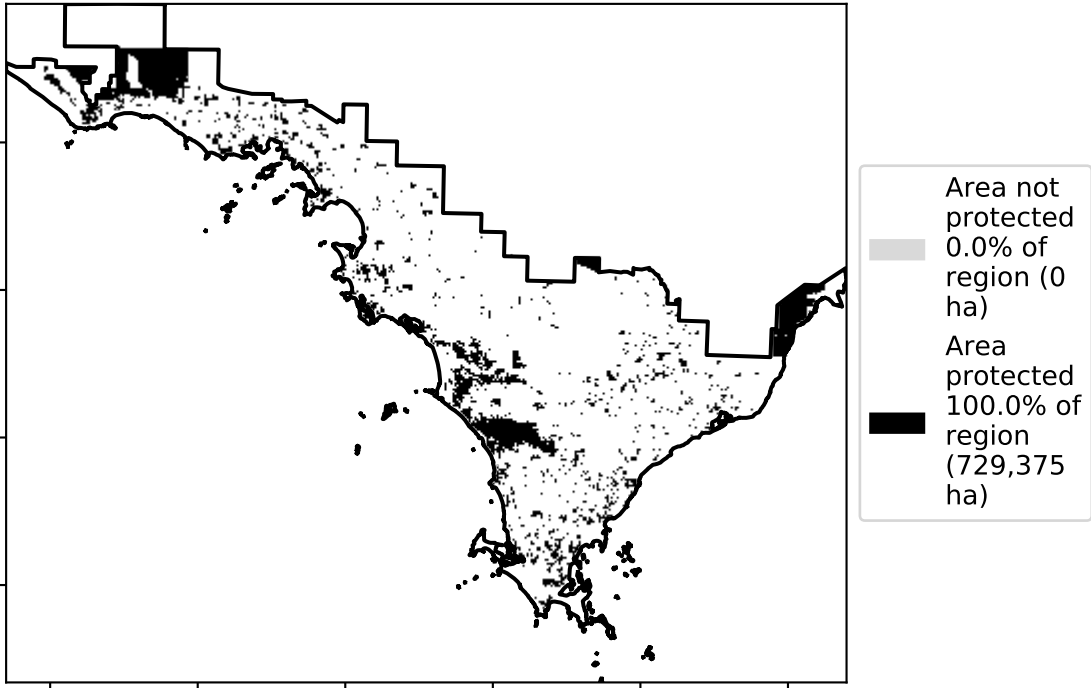 Area not
protected
0.0% of
region (0
ha)
Area
protected
100.0% of
region
(729,375
ha)